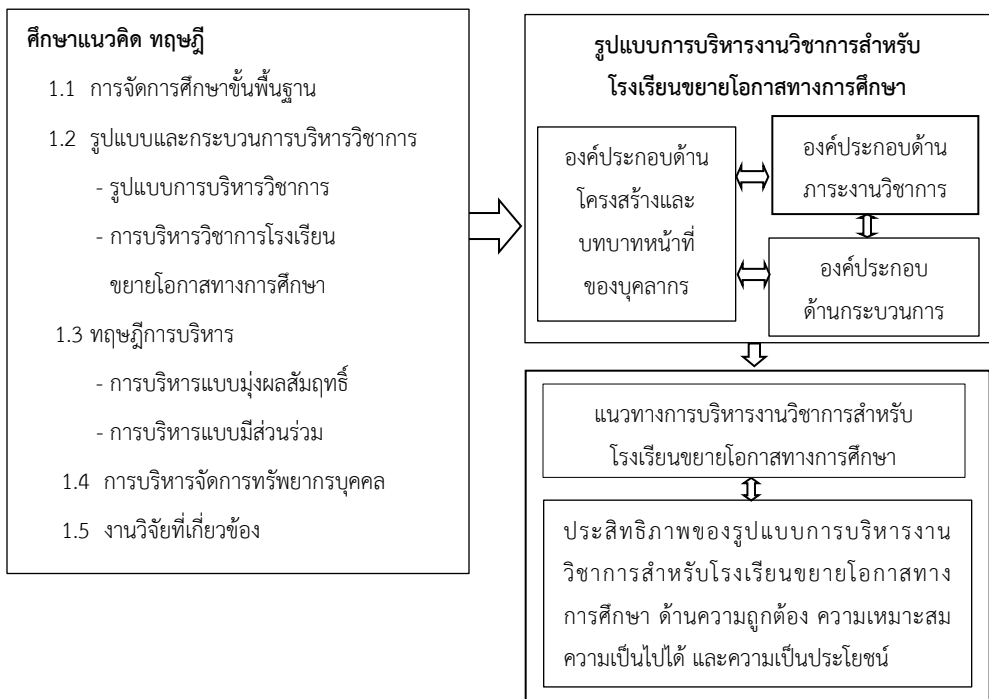 ศึกษาแนวคิด ทฤษฎี
1.1 การจัดการศึกษาขั้นพื้นฐาน
1.2 รูปแบบและกระบวนการบริหารวิชาการ
- รูปแบบการบริหารวิชาการ
- การบริหารวิชาการโรงเรียน
ขยายโอกาสทางการศึกษา
1.3 ทฤษฎีการบริหาร
- การบริหารแบบมุ่งผลสัมฤทธิ์
- การบริหารแบบมีส่วนร่วม
1.4 การบริหารจัดการทรัพยากรบุคคล
1.5 งานวิจัยที่เกี่ยวข้อง
รูปแบบการบริหารงานวิชาการสำหรับ
โรงเรียนขยายโอกาสทางการศึกษา
องค์ประกอบด้าน
โครงสร้างและ
บทบาทหน้าที่
ของบุคลากร
องค์ประกอบด้าน
ภาระงานวิชาการ
องค์ประกอบ
ด้านกระบวนการ
แนวทางการบริหารงานวิชาการสำหรับ
โรงเรียนขยายโอกาสทางการศึกษา
ประสิทธิภาพของรูปแบบการบริหารงาน
วิชาการสำหรับโรงเรียนขยายโอกาสทาง
การศึกษา ด้านความถูกต้อง ความเหมาะสม
ความเป็นไปได้ และความเป็นประโยชน์